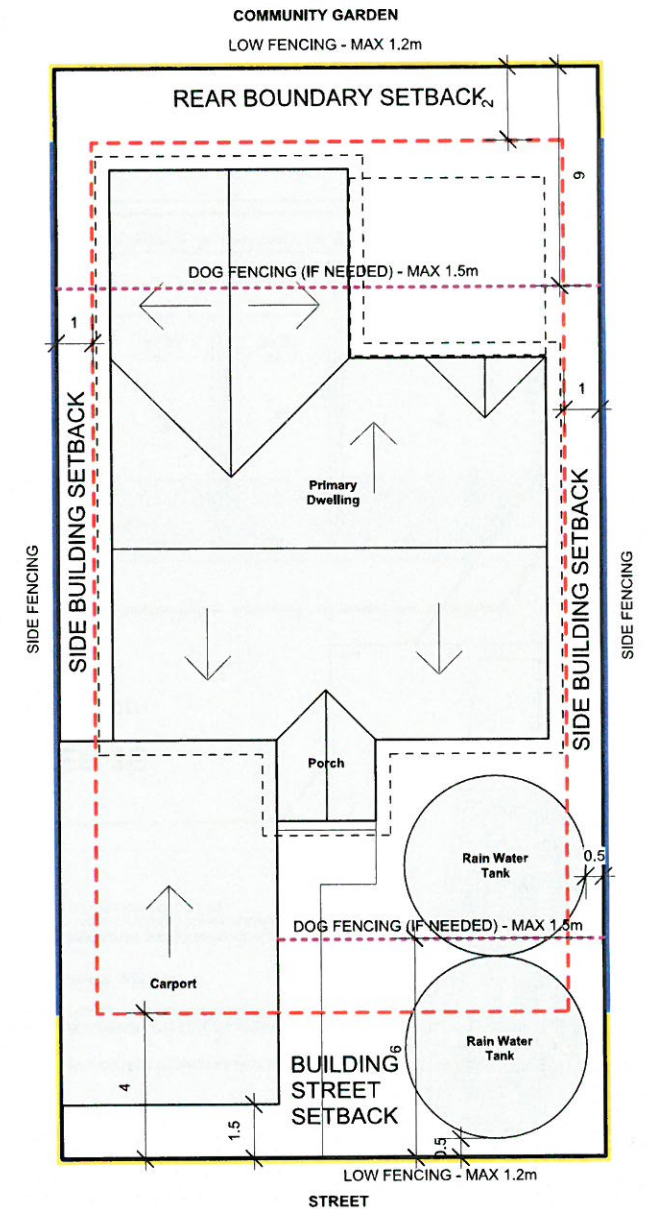 COMMUNITY GARDEN
LOW FENCING - MAX 1.2m
REAR BOUNDARY SETBACK
2
6
DOG FENCING (IF NEEDED) - MAX 1.5m
1
1
SIDE BUILDING SETBACK
SIDE FENCING
Primary
Dwelling
SIDE BUILDING SETBACK
SIDE FENCING
Porch
Rain Water
Tank
0.5
DOG FENCING (IF NEEDED) - MAX 1.5m
Carport
Rain Water
Tank
6
BUILDING
STREET
SETBACK
4
1.5
0.5
LOW FENCING - MAX 1.2m
STREET